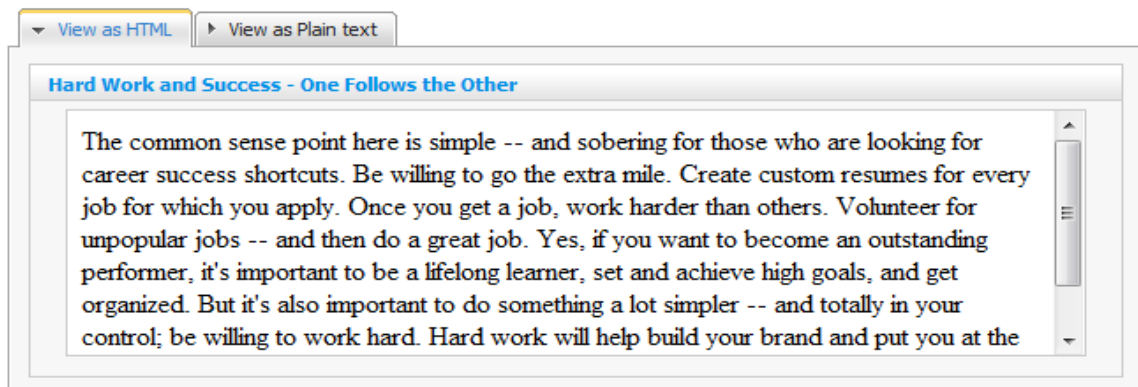 View as HTML View as Plain text
Hard Work and Success - One Follows the Other
The common sense point here is simple -- and sobering for those who are looking for
career success shortcuts. Be willing to go the extra mile. Create custom resumes for every
job for which you apply. Once you get a job, work harder than others. Volunteer for
unpopular jobs -- and then do a great job. Yes, if you want to become an outstanding
performer, it's important to be a lifelong learner, set and achieve high goals, and get
organized. But it's also important to do something a lot simpler -- and totally in your
control; be willing to work hard. Hard work will help build your brand and put you at the